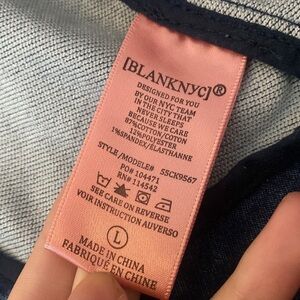 [BLANKNYC]®
DESIGNED FOR YOU
BY OUR NYC TEAM
IN THE CITY THAT
NEVER SLEEPS
BECAUSE WE CARE
87%COTTON/COTON
12%POLYESTER
1%SPANDEX/ELASTHANNE
STYLE/MODELE# 55CK9567
PO# 104471
RN# 114542
SEE CARE ON REVERSE
VOIR INSTRUCTION AUVERSO
L
MADE IN CHINA
FABRIQUÉ EN CHINE